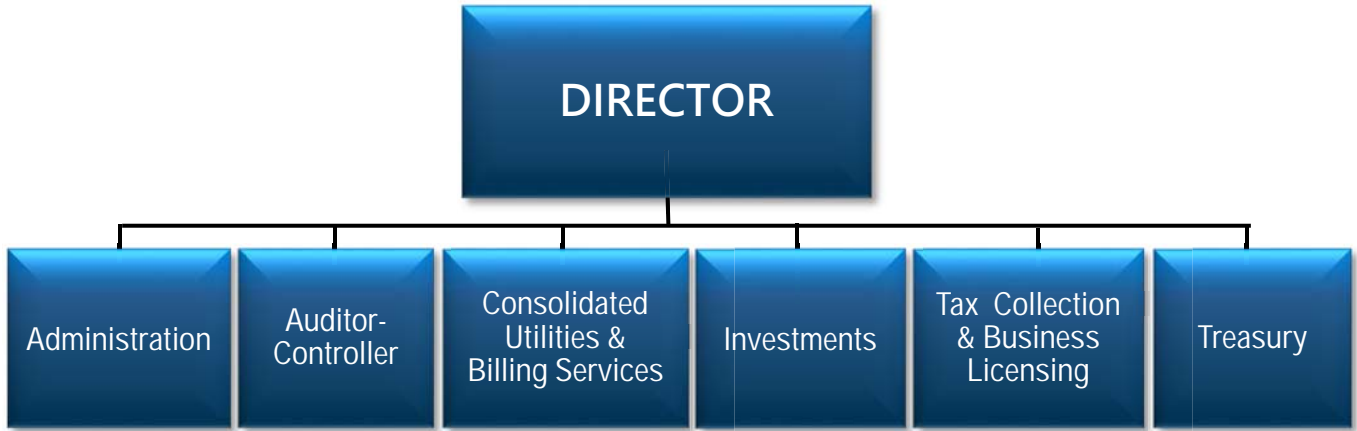 DIRECTOR
Administration
Auditor-
Controller
Consolidated
Utilities &
Billing Services
Investments
Tax Collection
& Business
Licensing
Treasury